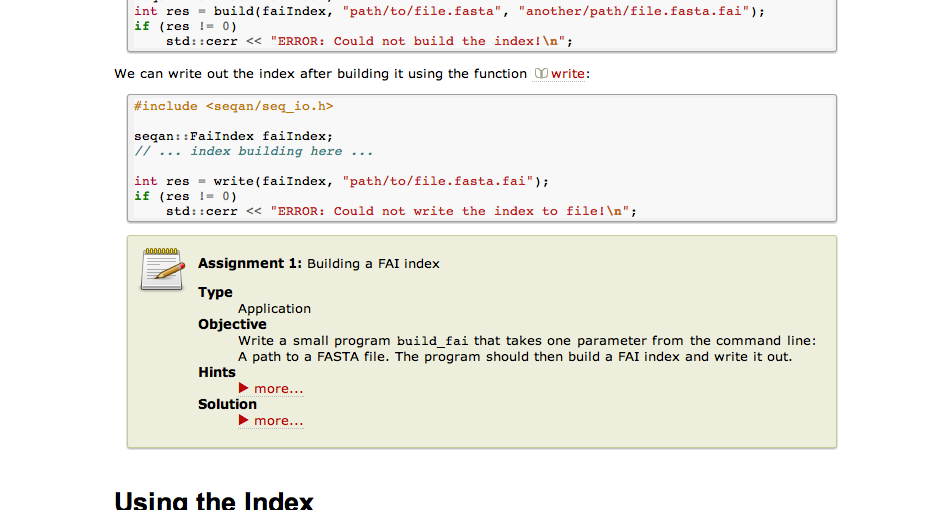 int res = build(faiIndex, "path/to/file.fasta", "another/path/file.fasta.fai");
if (res != 0)
    std::cerr << "ERROR: Could not build the index!\n";
We can write out the index after building it using the function write:
#include <seqan/seq_io.h>
seqan::FaiIndex faiIndex;
// ... index building here ...
int res = write(faiIndex, "path/to/file.fasta.fai");
if (res != 0)
    std::cerr << "ERROR: Could not write the index to file!\n";
Assignment 1: Building a FAI index
Type
Application
Objective
Write a small program build_fai that takes one parameter from the command line:
A path to a FASTA file. The program should then build a FAI index and write it out.
Hints
more...
Solution
more...
Using the Index